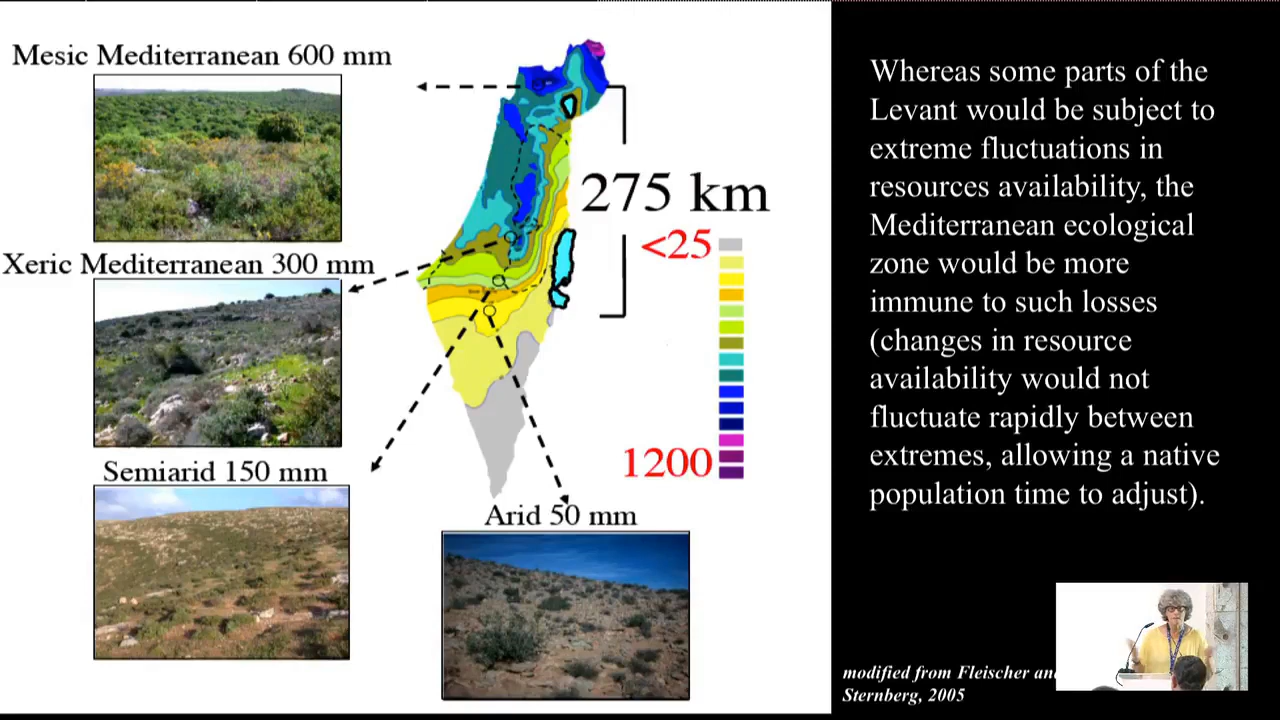 Mesic Mediterranean 600 mm
Xeric Mediterranean 300 mm
Semiarid 150 mm
Arid 50 mm
275 km
<25
1200
Whereas some parts of the
Levant would be subject to
extreme fluctuations in
resources availability, the
Mediterranean ecological
zone would be more
immune to such losses
(changes in resource
availability would not
fluctuate rapidly between
extremes, allowing a native
population time to adjust).
modified from Fleischer and
Sternberg, 2005